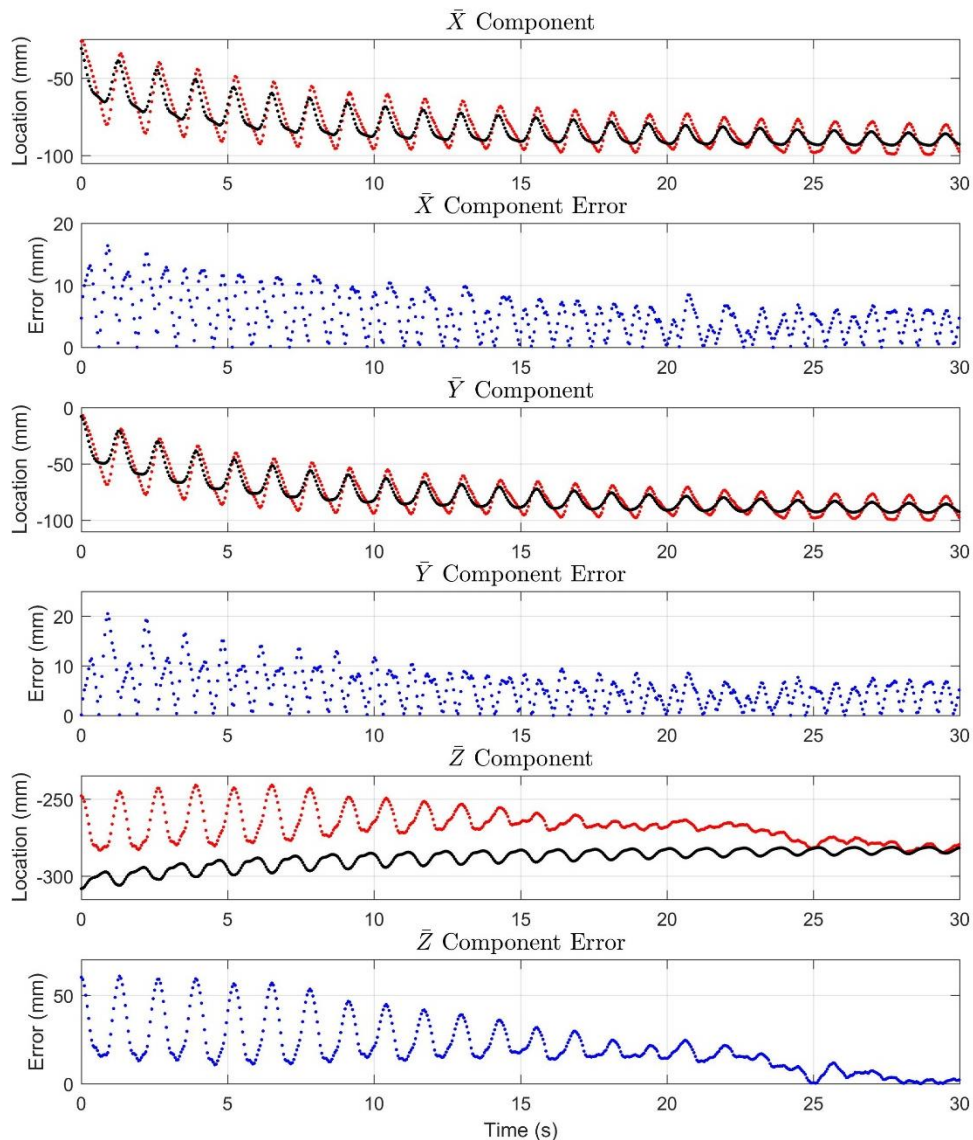 X̄ Component
Location (mm)
-50
-100
0 5 10 15 20 25 30
X̄ Component Error
Error (mm)
20
10
0
0 5 10 15 20 25 30
Ȳ Component
Location (mm)
0
-50
-100
0 5 10 15 20 25 30
Ȳ Component Error
Error (mm)
20
10
0
0 5 10 15 20 25 30
Z̄ Component
Location (mm)
-250
-300
0 5 10 15 20 25 30
Z̄ Component Error
Error (mm)
50
0
0 5 10 15 20 25 30
Time (s)